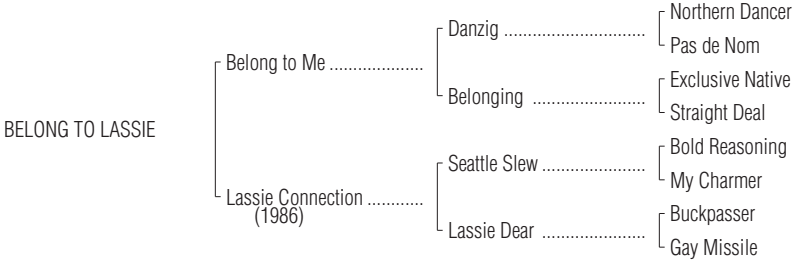 Northern Dancer
Danzig ..............................
Pas de Nom
Belong to Me ....................
Exclusive Native
Belonging ........................
Straight Deal
BELONG TO LASSIE
Bold Reasoning
Seattle Slew ......................
My Charmer
Lassie Connection ............
(1986)
Buckpasser
Lassie Dear ......................
Gay Missile